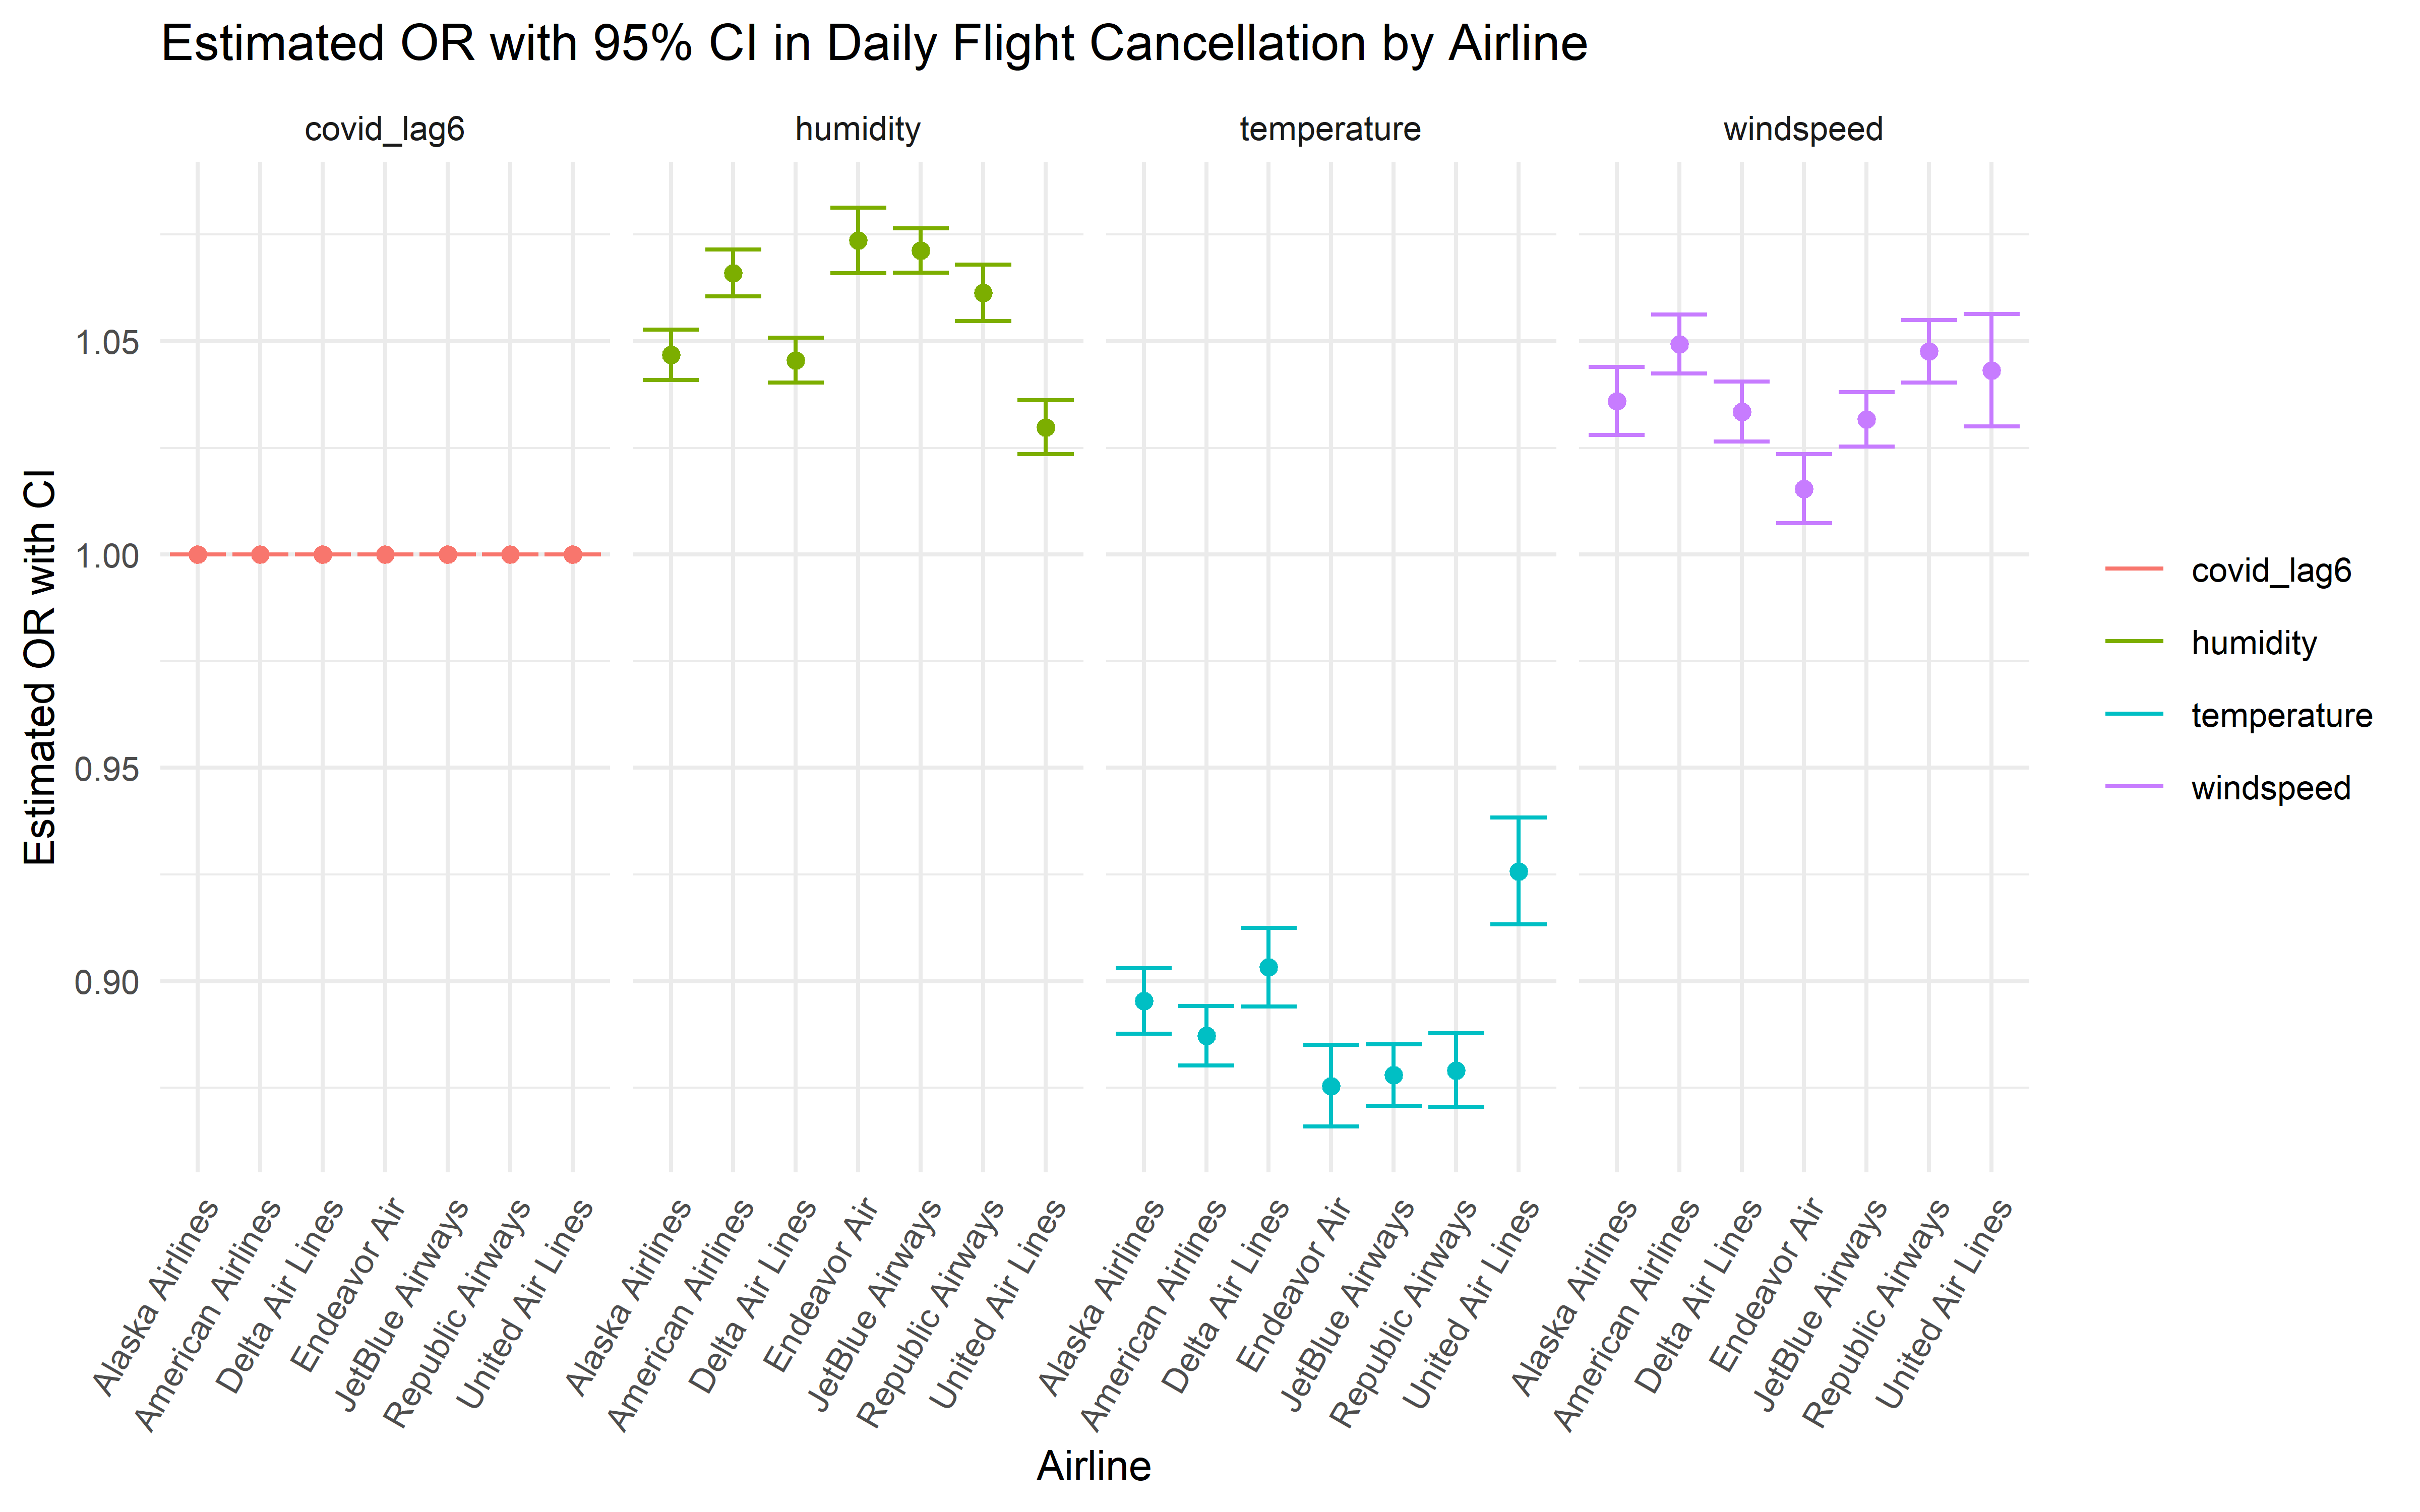 Estimated OR with 95% CI in Daily Flight Cancellation by Airline
covid_lag6
humidity
temperature
windspeed
Estimated OR with CI
1.05
1.00
0.95
0.90
covid_lag6
humidity
temperature
windspeed
Alaska Airlines
American Airlines
Delta Air Lines
Endeavor Air
JetBlue Airways
Republic Airways
United Air Lines
Alaska Airlines
American Airlines
Delta Air Lines
Endeavor Air
JetBlue Airways
Republic Airways
United Air Lines
Alaska Airlines
American Airlines
Delta Air Lines
Endeavor Air
JetBlue Airways
Republic Airways
United Air Lines
Alaska Airlines
American Airlines
Delta Air Lines
Endeavor Air
JetBlue Airways
Republic Airways
United Air Lines
Airline